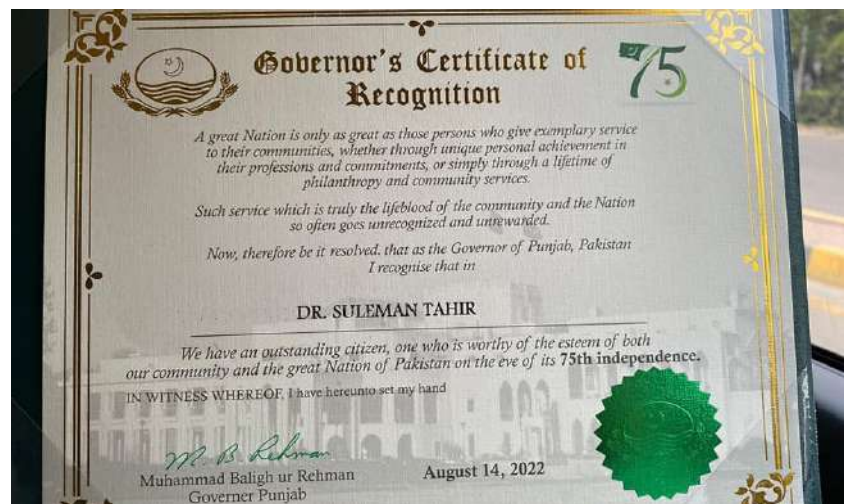 Governor's Certificate of
Recognition
75
A great Nation is only as great as those persons who give exemplary service
to their communities, whether through unique personal achievement in
their professions and commitments, or simply through a lifetime of
philanthropy and community services.
Such service which is truly the lifeblood of the community and the Nation
so often goes unrecognized and unrewarded.
Now, therefore be it resolved, that as the Governor of Punjab, Pakistan
I recognise that in
DR. SULEMAN TAHIR
We have an outstanding citizen, one who is worthy of the esteem of both
our community and the great Nation of Pakistan on the eve of its 75th independence.
IN WITNESS WHEREOF, I have hereunto set my hand
M. B. Rehman
Muhammad Baligh ur Rehman
Governer Punjab
August 14, 2022